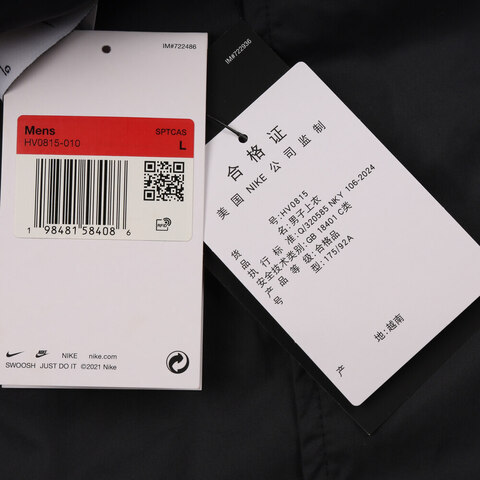 IM#722486
Mens
SPTCAS
HV0815-010
L
RFID
1 98481 58408 6
NIKE
nike.com
SWOOSH JUST DO IT ©2021 Nike
IM#722936
合格证
美国 NIKE 公司监制
货号:HV0815
品名:男子上衣
执行标准:Q/320585 NKY 106-2024
安全技术类别:GB 18401 C类
产品等级:合格品
号型:175/92A
产地:越南